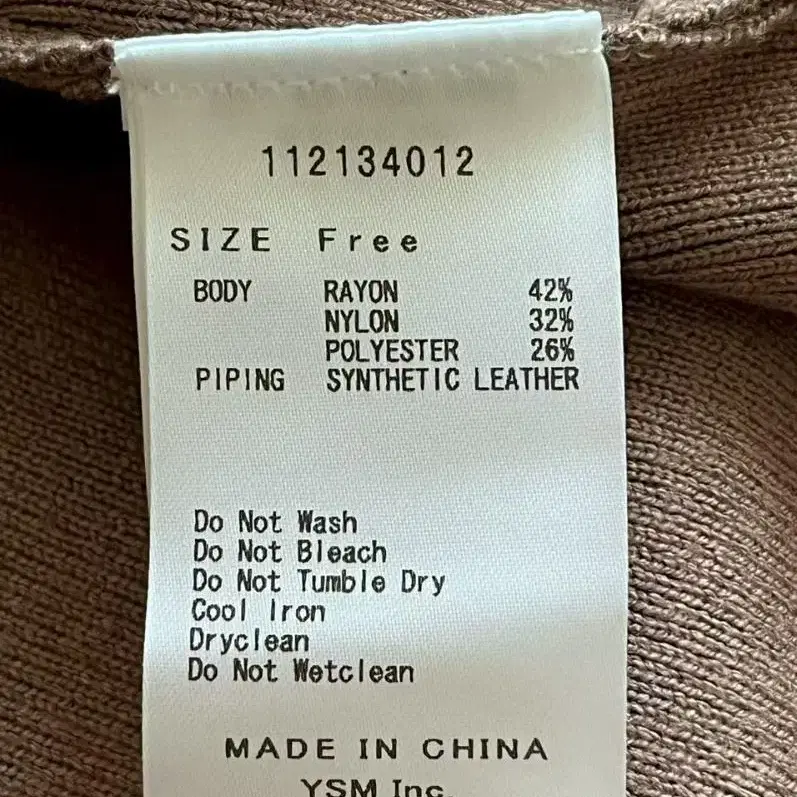 112134012
SIZE Free
BODY RAYON 42%
NYLON 32%
POLYESTER 26%
PIPING SYNTHETIC LEATHER
Do Not Wash
Do Not Bleach
Do Not Tumble Dry
Cool Iron
Dryclean
Do Not Wetclean
MADE IN CHINA
YSM Inc.